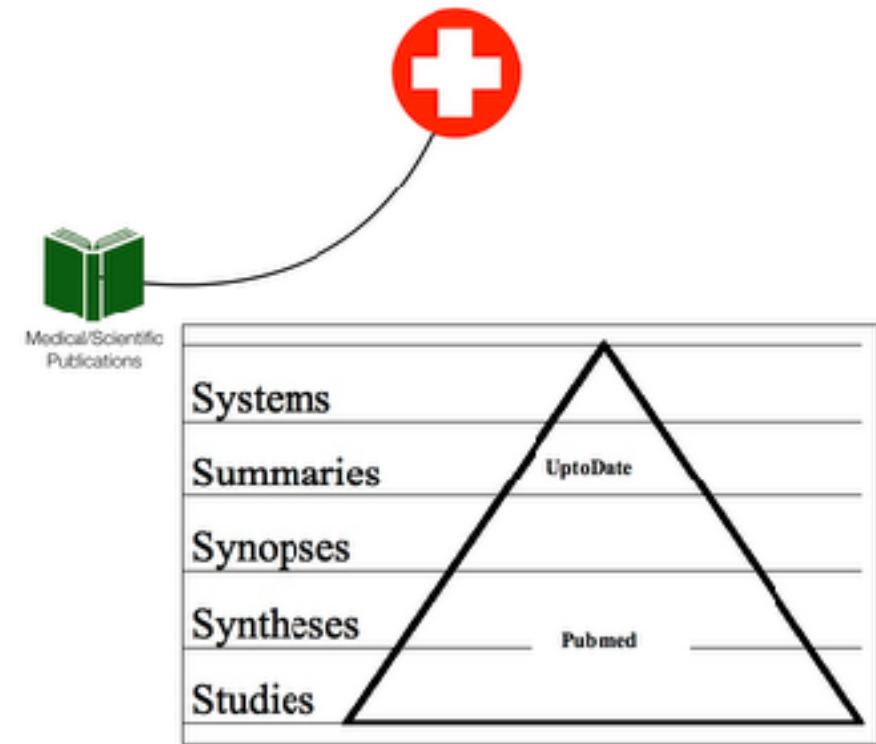 Medical/Scientific
Publications
Systems
Summaries
UptoDate
Synopses
Syntheses
Pubmed
Studies